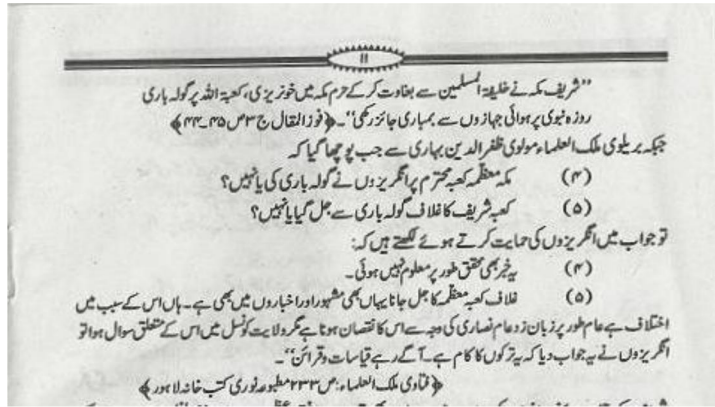 ۱۱
"شریف مکہ نے خلیفۃ المسلمین سے بغاوت کر کے حرم مکہ میں خونریزی، کعبۃ اللہ پر گولہ باری
روزہ نبوی پر ہوائی جہازوں سے بمباری جائز رکھی"۔ ﴿فوز المقال ج ۳ ص ۴۵۔۴۴﴾
جبکہ بریلوی ملک العلماء مولوی ظفر الدین بہاری سے جب پوچھا گیا کہ
(۴) مکہ معظمہ کعبہ محترم پر انگریزوں نے گولہ باری کی یا نہیں؟
(۵) کعبہ شریف کا غلاف گولہ باری سے جل گیا یا نہیں؟
تو جواب میں انگریزوں کی حمایت کرتے ہوئے لکھتے ہیں کہ:
(۴) یہ خبر بھی محقق طور پر معلوم نہیں ہوئی۔
(۵) غلاف کعبہ معظمہ کا جل جانا یہاں بھی مشہور اور اخباروں میں بھی ہے۔ ہاں اس کے سبب میں
اختلاف ہے عام طور پر زبان زد عام نصاری کی وجہ سے اس کا نقصان ہونا ہے مگر ولایت کونسل میں اس کے متعلق سوال ہوا تو
انگریزوں نے یہ جواب دیا کہ یہ ترکوں کا کام ہے۔ آگے رہے قیاسات وقرائن"۔
﴿فتاوی ملک العلماء: ص ۲۳۳ مطبوعہ نوری کتب خانہ لاہور﴾